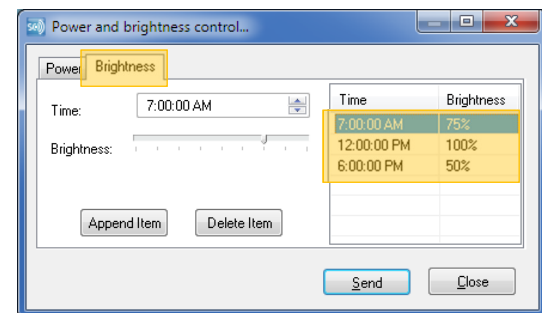 Power and brightness control...
Power Brightness
Time: 7:00:00 AM
Brightness:
Append Item Delete Item
Time Brightness
7:00:00 AM 75%
12:00:00 PM 100%
6:00:00 PM 50%
Send Close